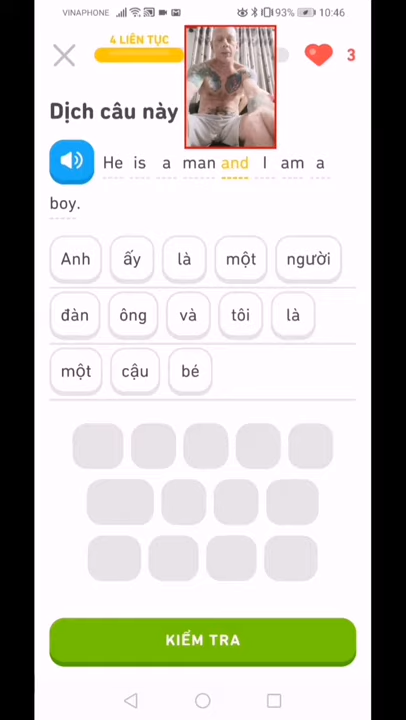 VINAPHONE 93% 10:46
4 LIÊN TỤC
3
Dịch câu này
He is a man and I am a
boy.
Anh ấy là một người
đàn ông và tôi là
một cậu bé
KIỂM TRA